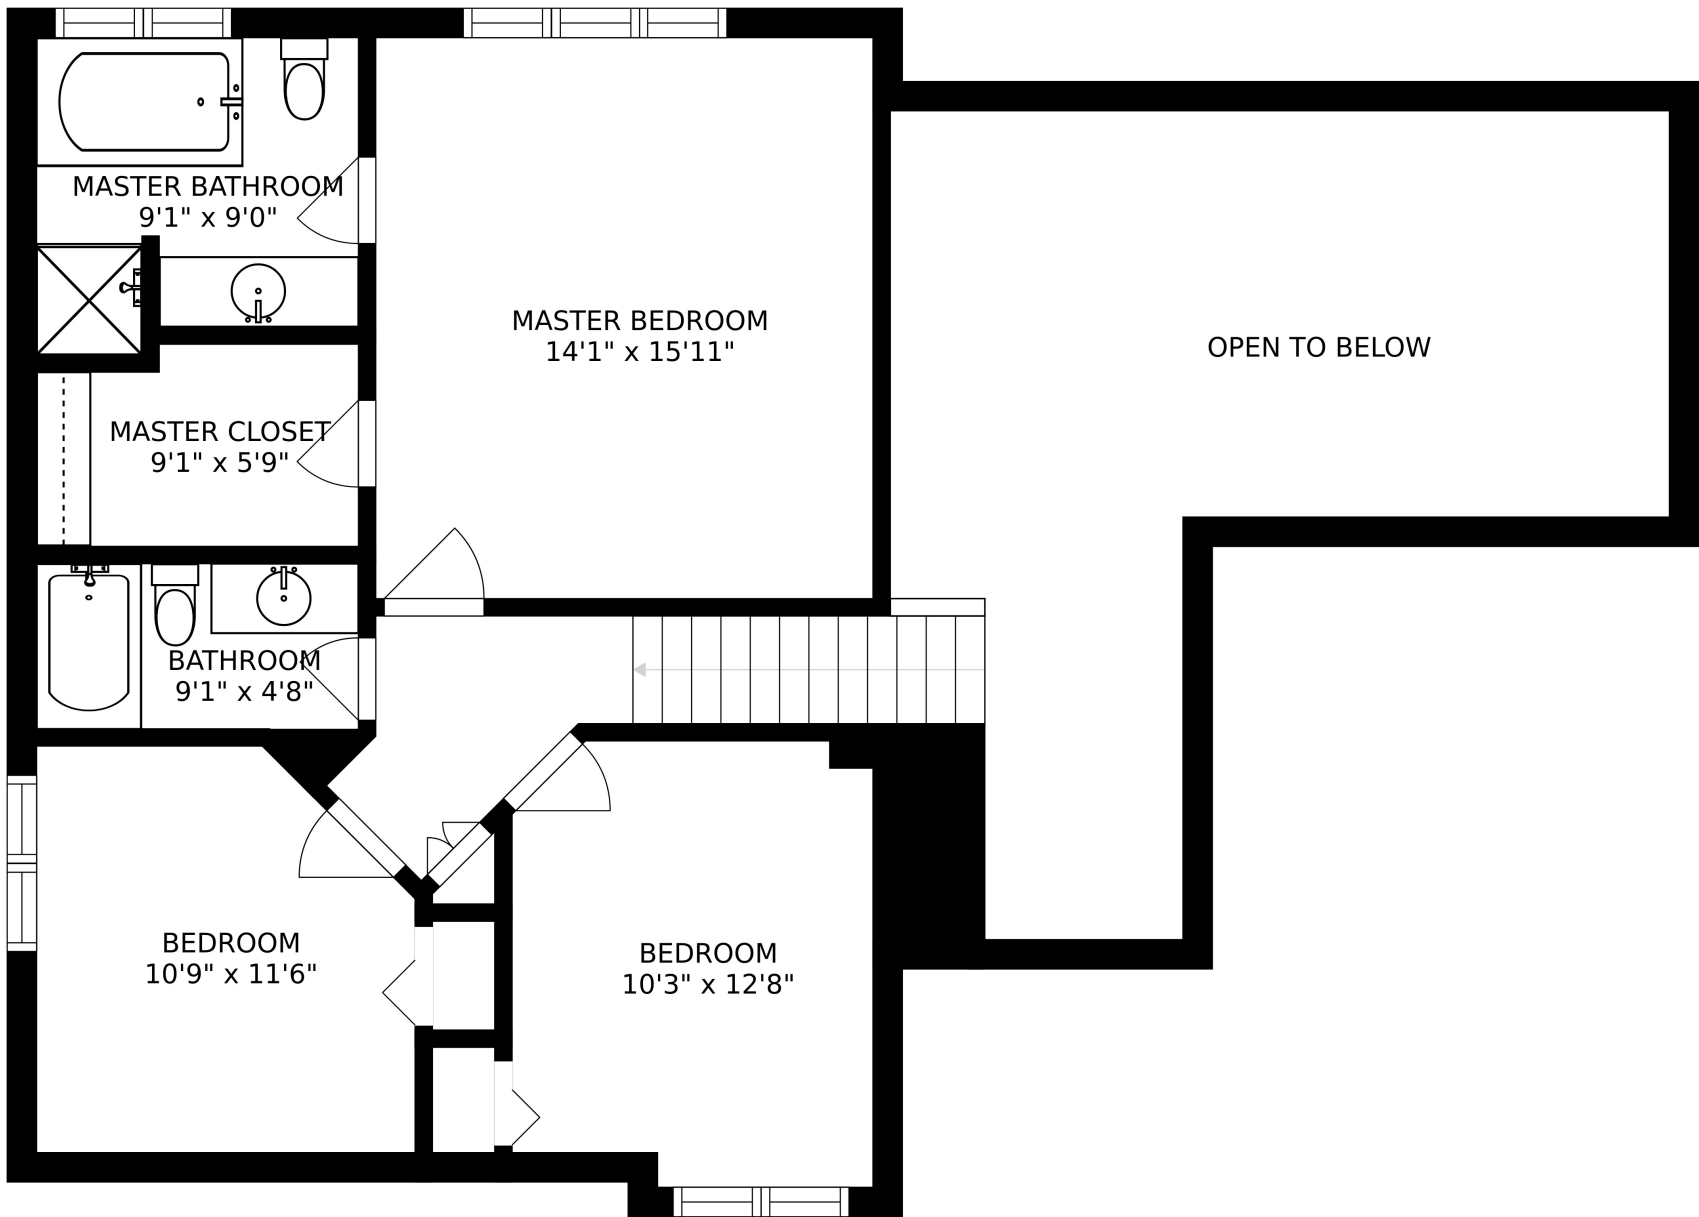 MASTER BATHROOM
9'1" x 9'0"
MASTER BEDROOM
14'1" x 15'11"
OPEN TO BELOW
MASTER CLOSET
9'1" x 5'9"
BATHROOM
9'1" x 4'8"
BEDROOM
10'9" x 11'6"
BEDROOM
10'3" x 12'8"